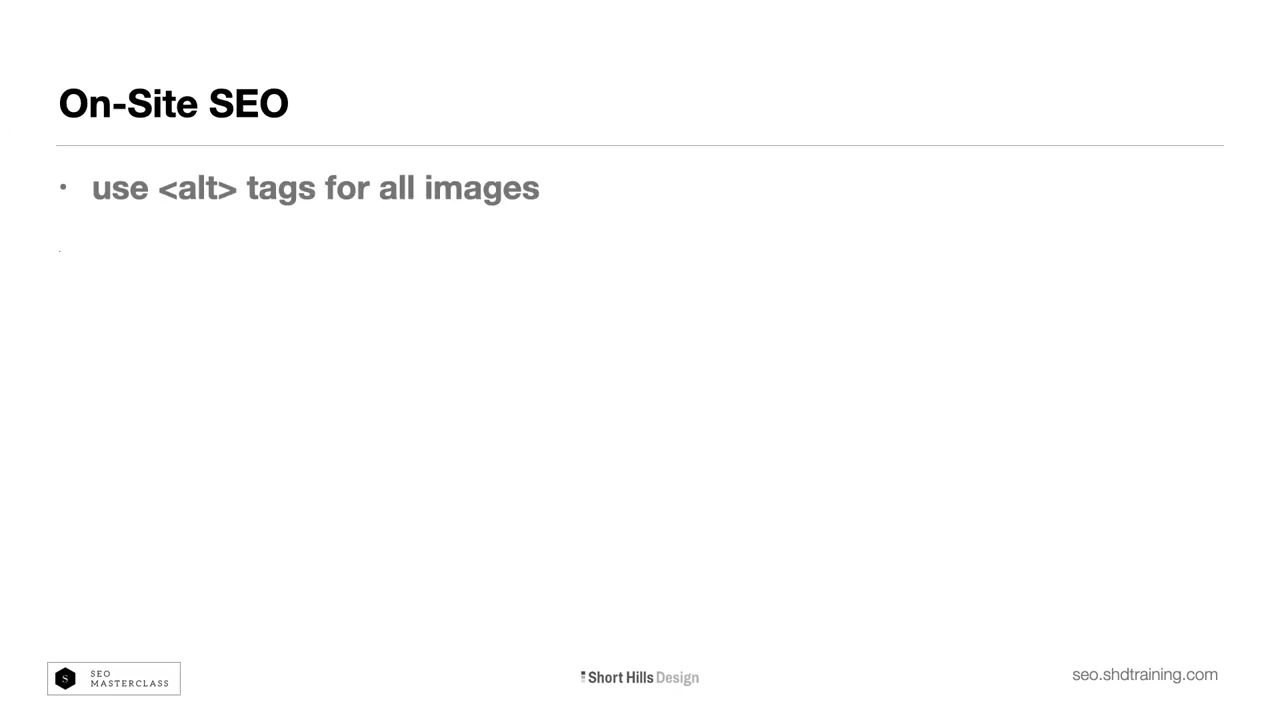 On-Site SEO
• use <alt> tags for all images
S
SEO
MASTERCLASS
Short Hills Design
seo.shdtraining.com